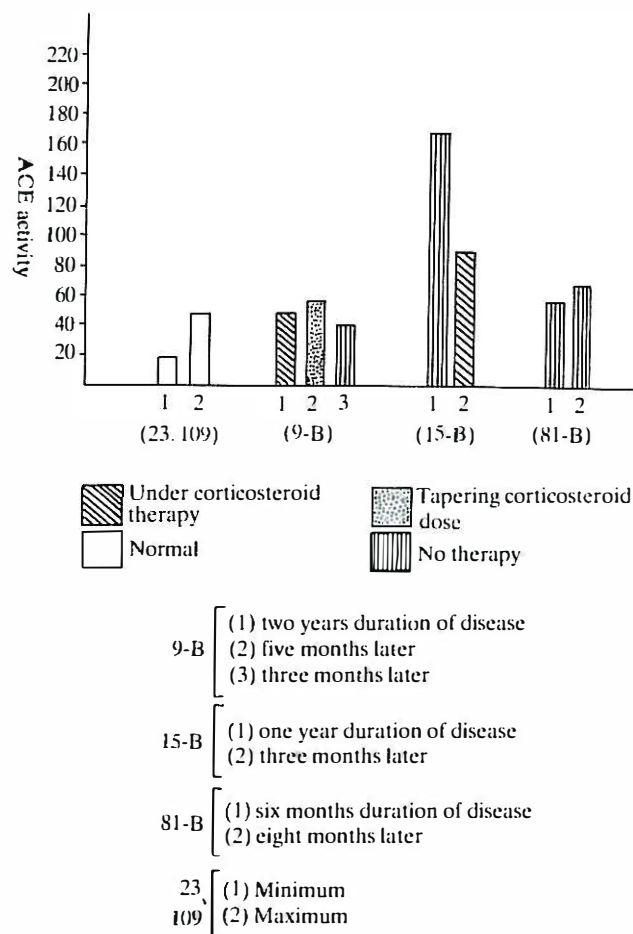 220
200
180
160
140
120
100
80
60
40
20
ACE activity
1 2 1 2 3 1 2 1 2
(23. 109) (9-B) (15-B) (81-B)
Under corticosteroid therapy
Tapering corticosteroid dose
Normal
No therapy
9-B
(1) two years duration of disease
(2) five months later
(3) three months later
15-B
(1) one year duration of disease
(2) three months later
81-B
(1) six months duration of disease
(2) eight months later
23,
109
(1) Minimum
(2) Maximum